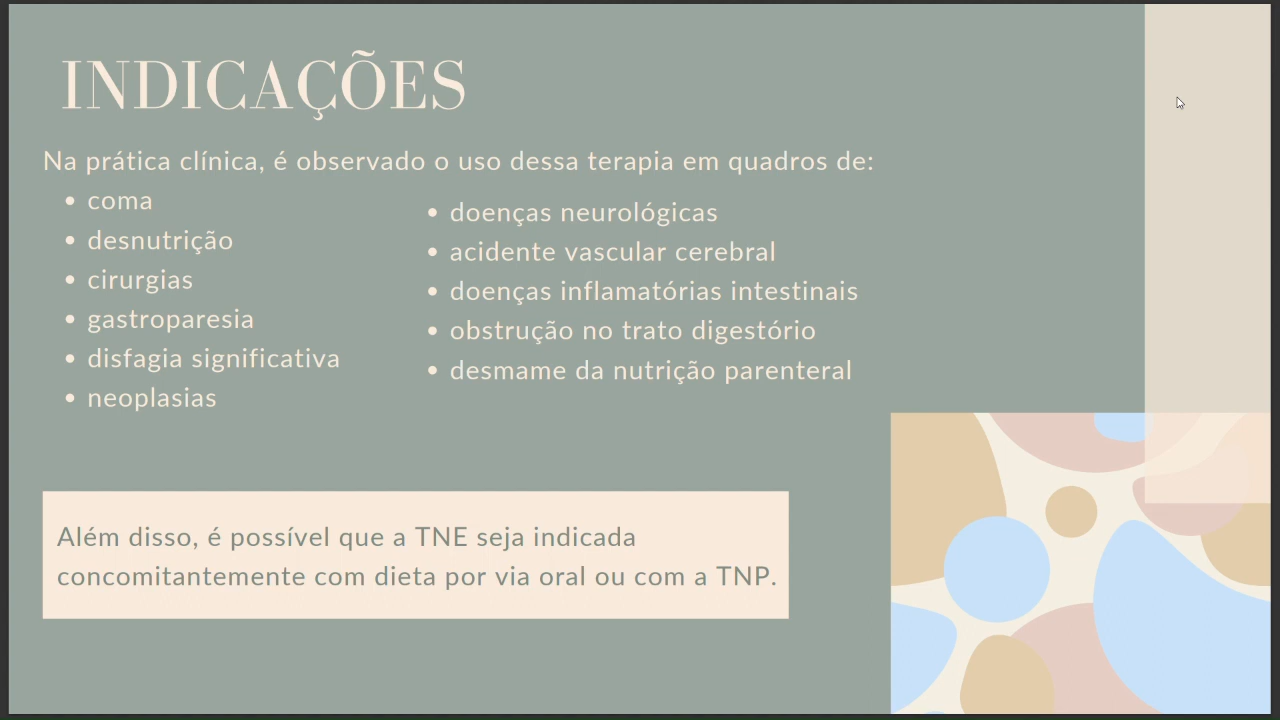 INDICAÇÕES
Na prática clínica, é observado o uso dessa terapia em quadros de:
• coma
• desnutrição
• cirurgias
• gastroparesia
• disfagia significativa
• neoplasias
• doenças neurológicas
• acidente vascular cerebral
• doenças inflamatórias intestinais
• obstrução no trato digestório
• desmame da nutrição parenteral
Além disso, é possível que a TNE seja indicada
concomitantemente com dieta por via oral ou com a TNP.